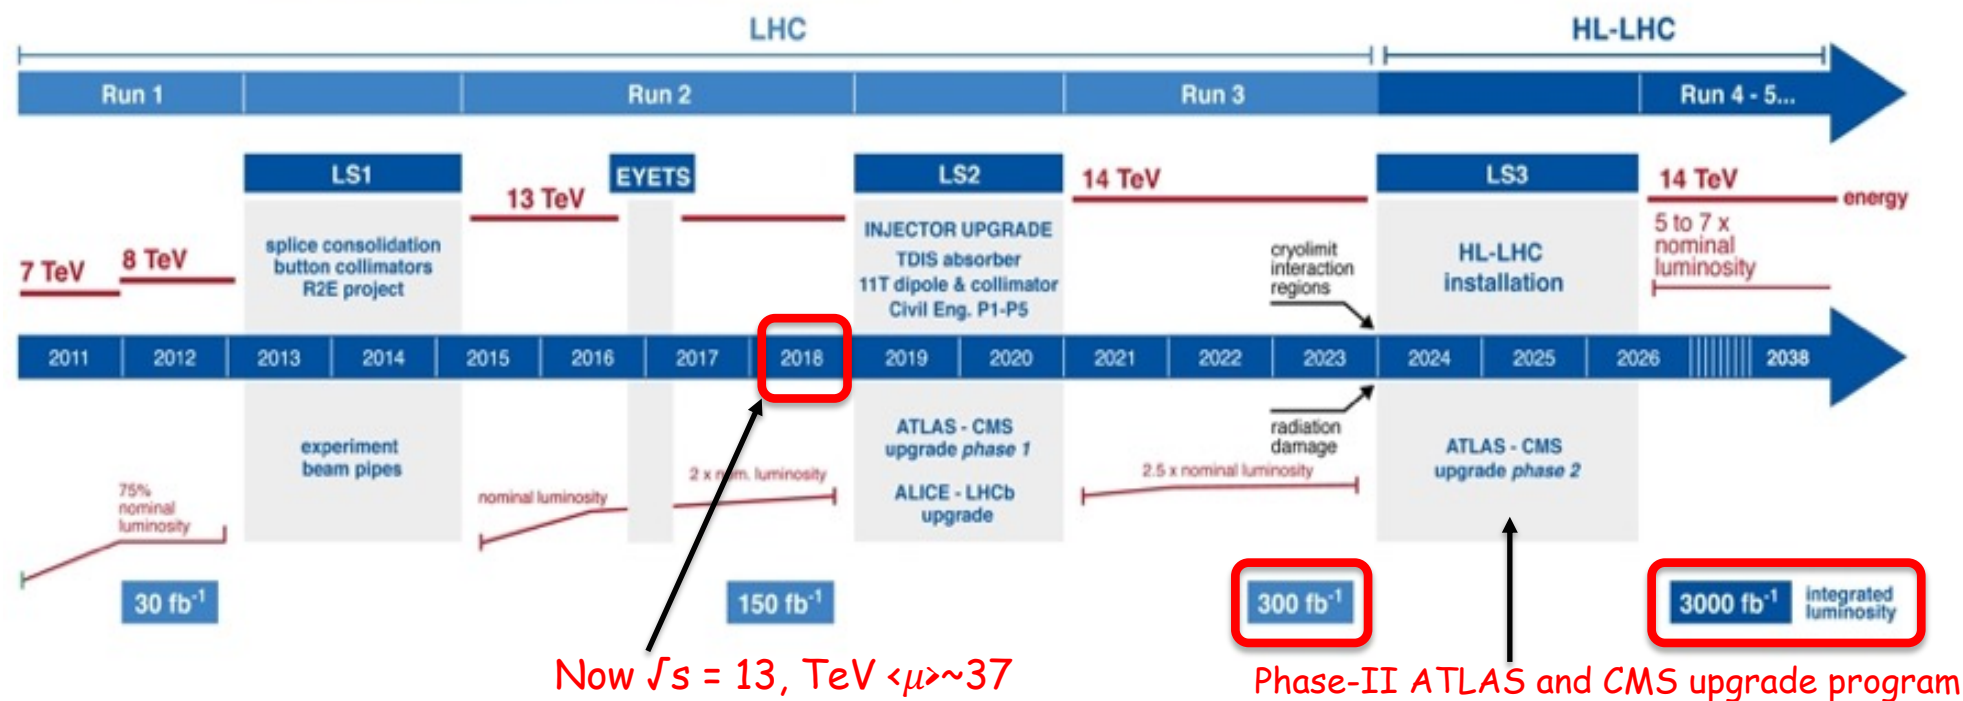 LHC
HL-LHC
Run 1
Run 2
Run 3
Run 4 - 5...
LS1
EYETS
LS2
LS3
7 TeV
8 TeV
13 TeV
14 TeV
14 TeV
energy
splice consolidation
button collimators
R2E project
INJECTOR UPGRADE
TDIS absorber
11T dipole & collimator
Civil Eng. P1-P5
cryolimit
interaction
regions
HL-LHC
installation
5 to 7 x
nominal
luminosity
2011
2012
2013
2014
2015
2016
2017
2018
2019
2020
2021
2022
2023
2024
2025
2026
2038
experiment
beam pipes
75%
nominal
luminosity
nominal luminosity
2 x nom. luminosity
ATLAS - CMS
upgrade phase 1
ALICE - LHCb
upgrade
radiation
damage
2.5 x nominal luminosity
ATLAS - CMS
upgrade phase 2
30 fb⁻¹
150 fb⁻¹
300 fb⁻¹
3000 fb⁻¹
integrated
luminosity
Now √s = 13, TeV <μ>~37
Phase-II ATLAS and CMS upgrade program